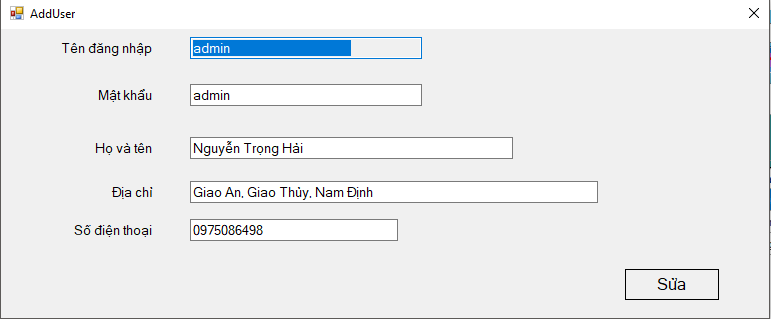 AddUser
Tên đăng nhập admin
Mật khẩu admin
Họ và tên Nguyễn Trọng Hải
Địa chỉ Giao An, Giao Thủy, Nam Định
Số điện thoại 0975086498
Sửa